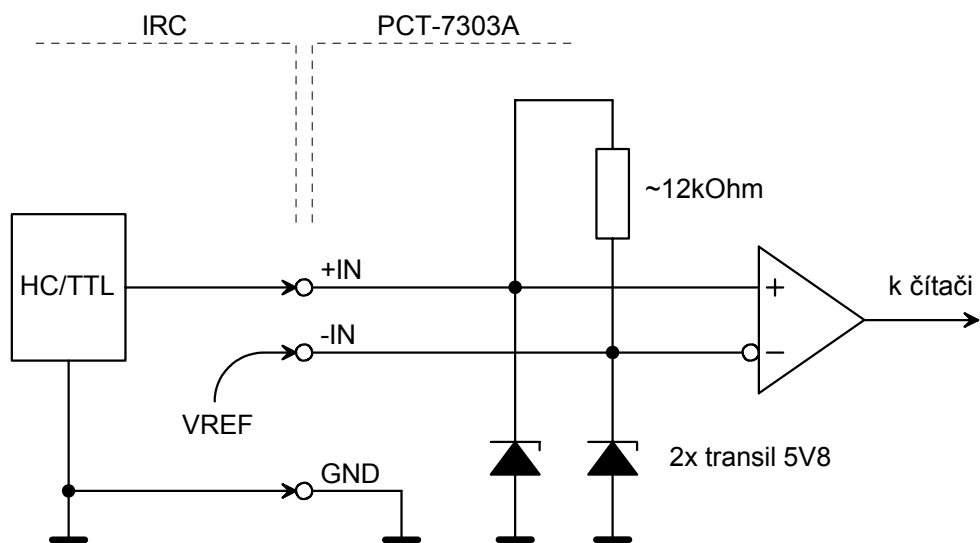 IRC
PCT-7303A
~12kOhm
HC/TTL
+IN
+
k čítači
-IN
−
VREF
2x transil 5V8
GND